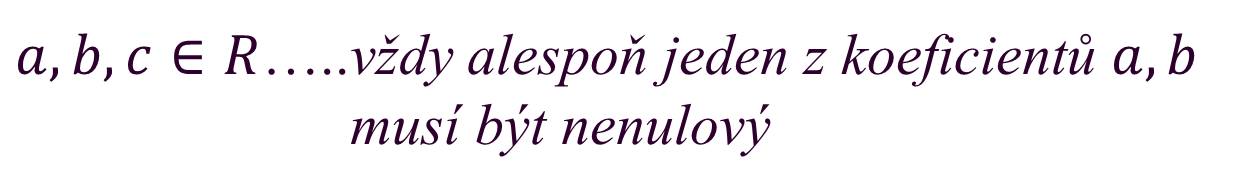 a, b, c ∈ R…..vždy alespoň jeden z koeficientů a, b
musí být nenulový